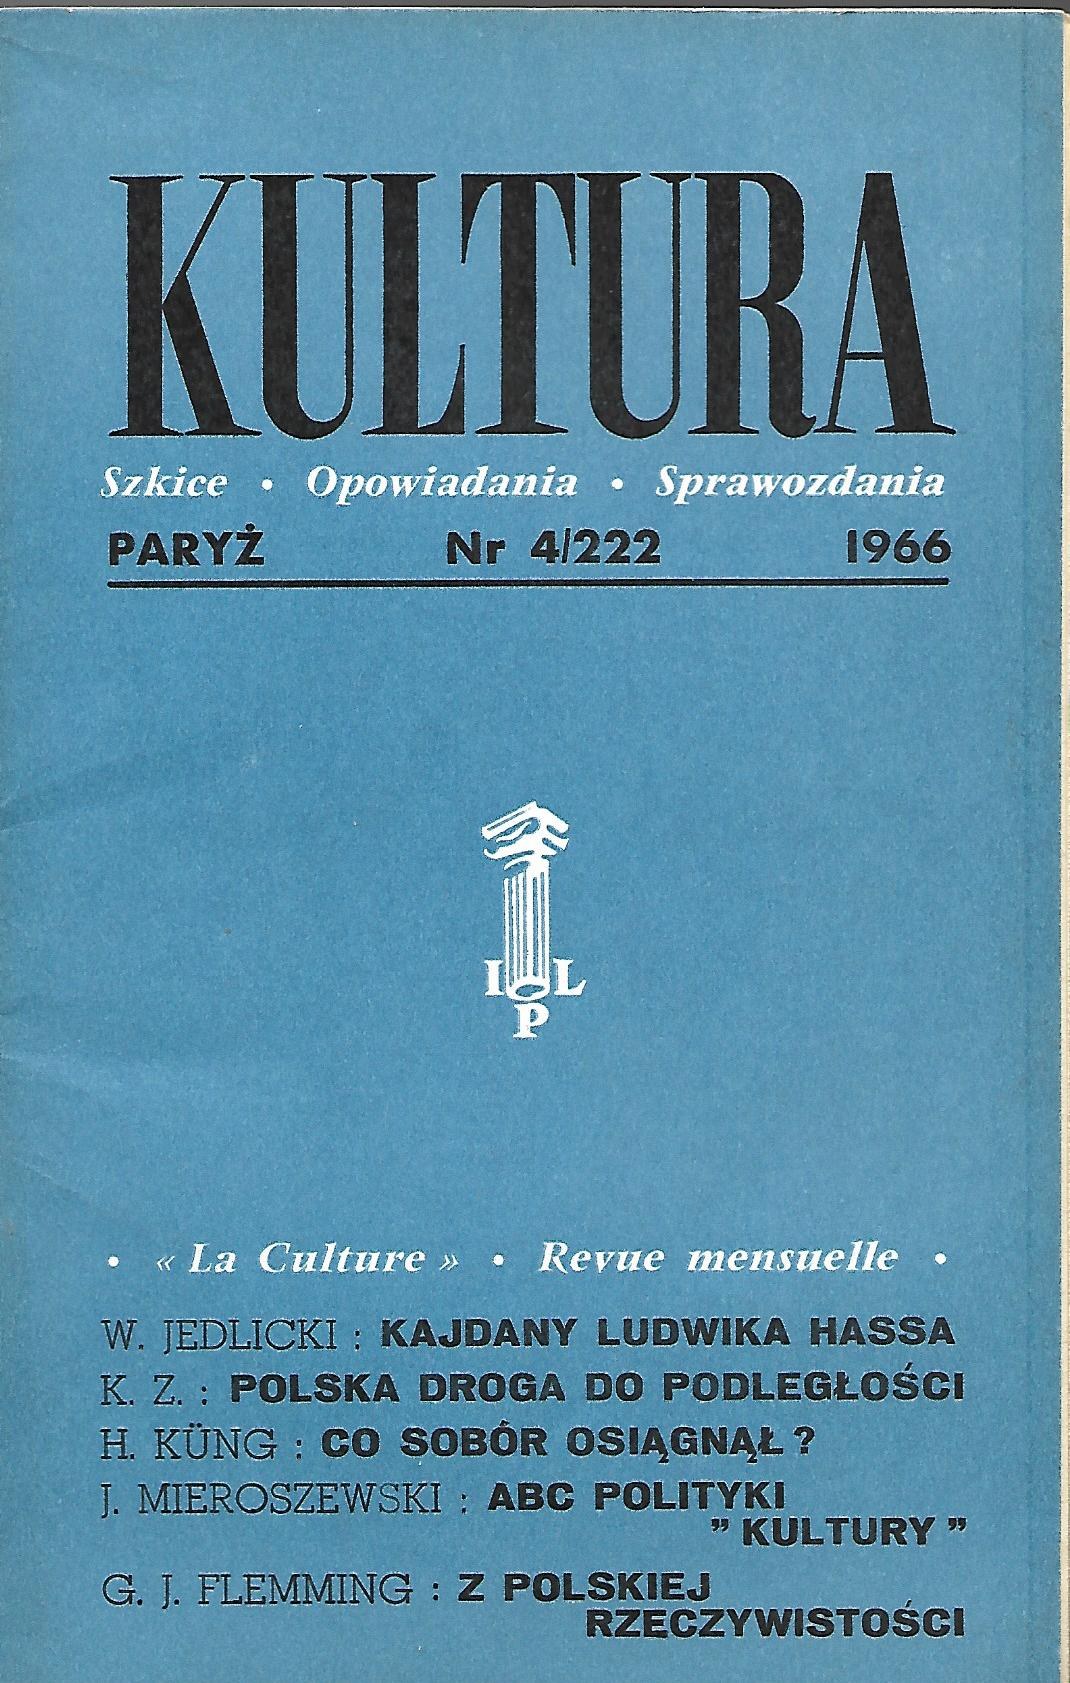 KULTURA
Szkice • Opowiadania • Sprawozdania
PARYŻ Nr 4/222 1966
I L
P
• « La Culture » • Revue mensuelle •
W. JEDLICKI : KAJDANY LUDWIKA HASSA
K. Z. : POLSKA DROGA DO PODLEGŁOŚCI
H. KÜNG : CO SOBÓR OSIĄGNĄŁ ?
J. MIEROSZEWSKI : ABC POLITYKI
" KULTURY "
G. J. FLEMMING : Z POLSKIEJ
RZECZYWISTOŚCI